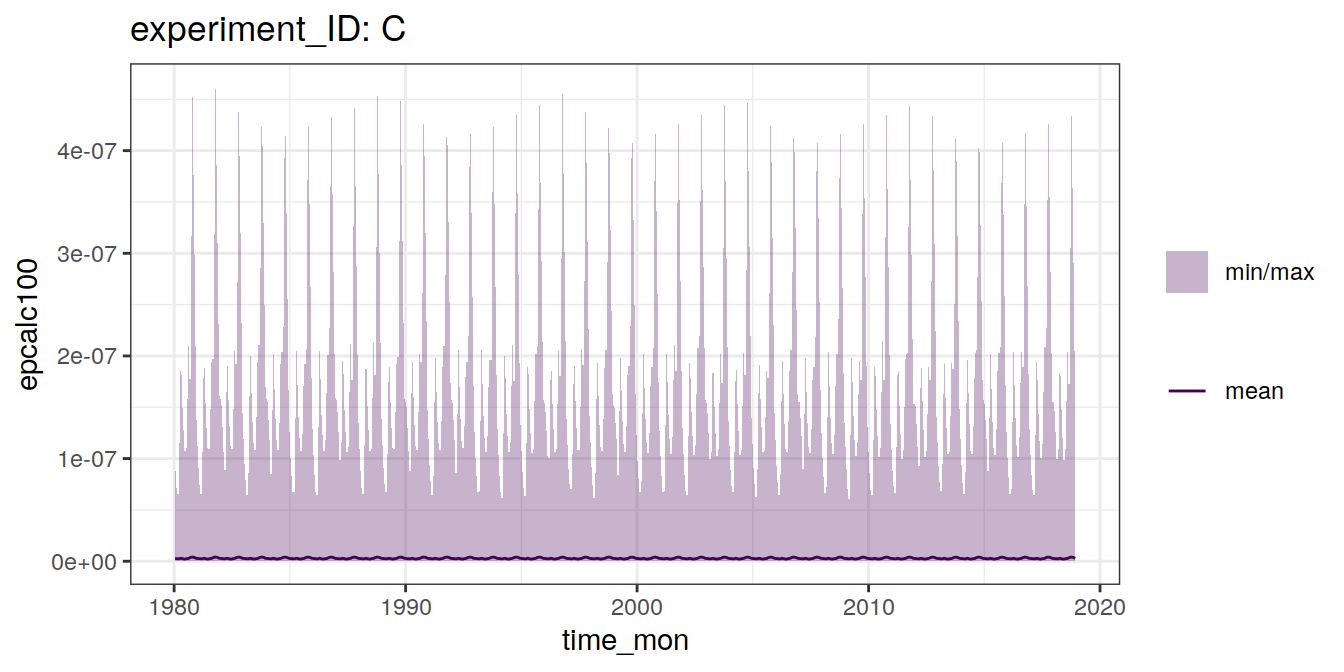 experiment_ID: C
epcalc100
4e-07
3e-07
2e-07
1e-07
0e+00
1980
1990
2000
2010
2020
time_mon
min/max
mean